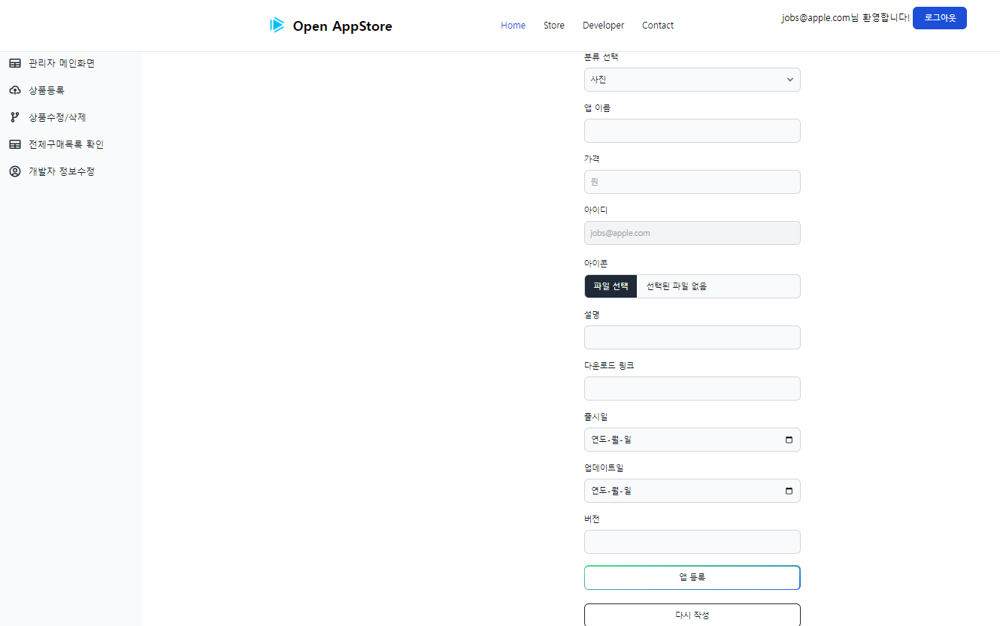 Open AppStore
Home Store Developer Contact
jobs@apple.com님 환영합니다! 로그아웃
관리자 메인화면
상품등록
상품수정/삭제
전체구매목록 확인
개발자 정보수정
분류 선택
사진
앱 이름
가격
원
아이디
jobs@apple.com
아이콘
파일 선택 선택된 파일 없음
설명
다운로드 링크
출시일
연도-월-일
업데이트일
연도-월-일
버전
앱 등록
다시 작성